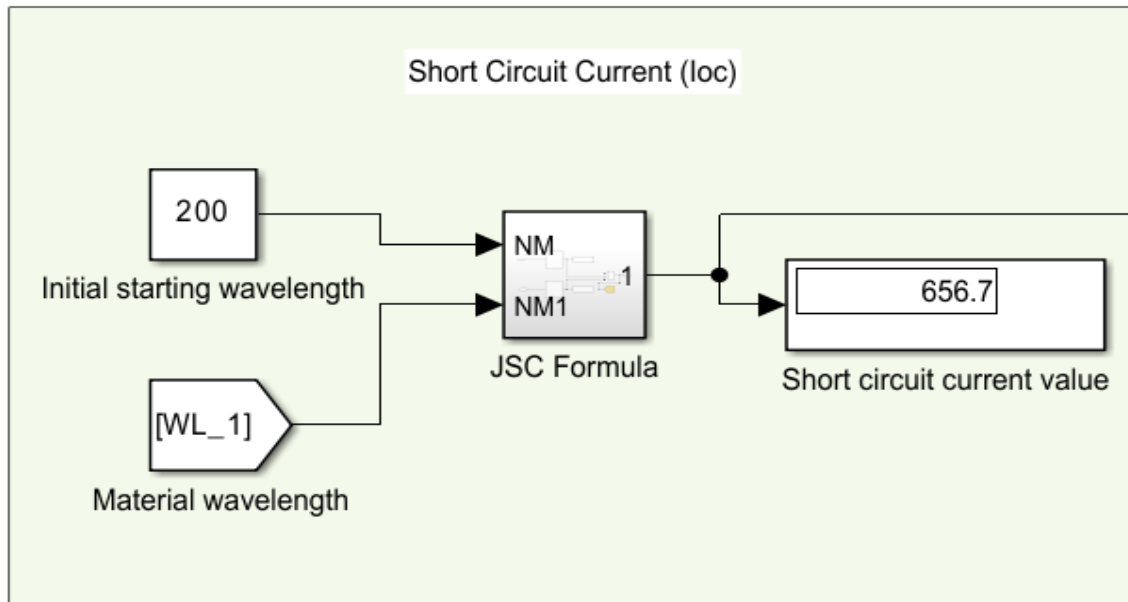 Short Circuit Current (Ioc)
200
Initial starting wavelength
[WL_1]
Material wavelength
NM
NM1
1
JSC Formula
656.7
Short circuit current value